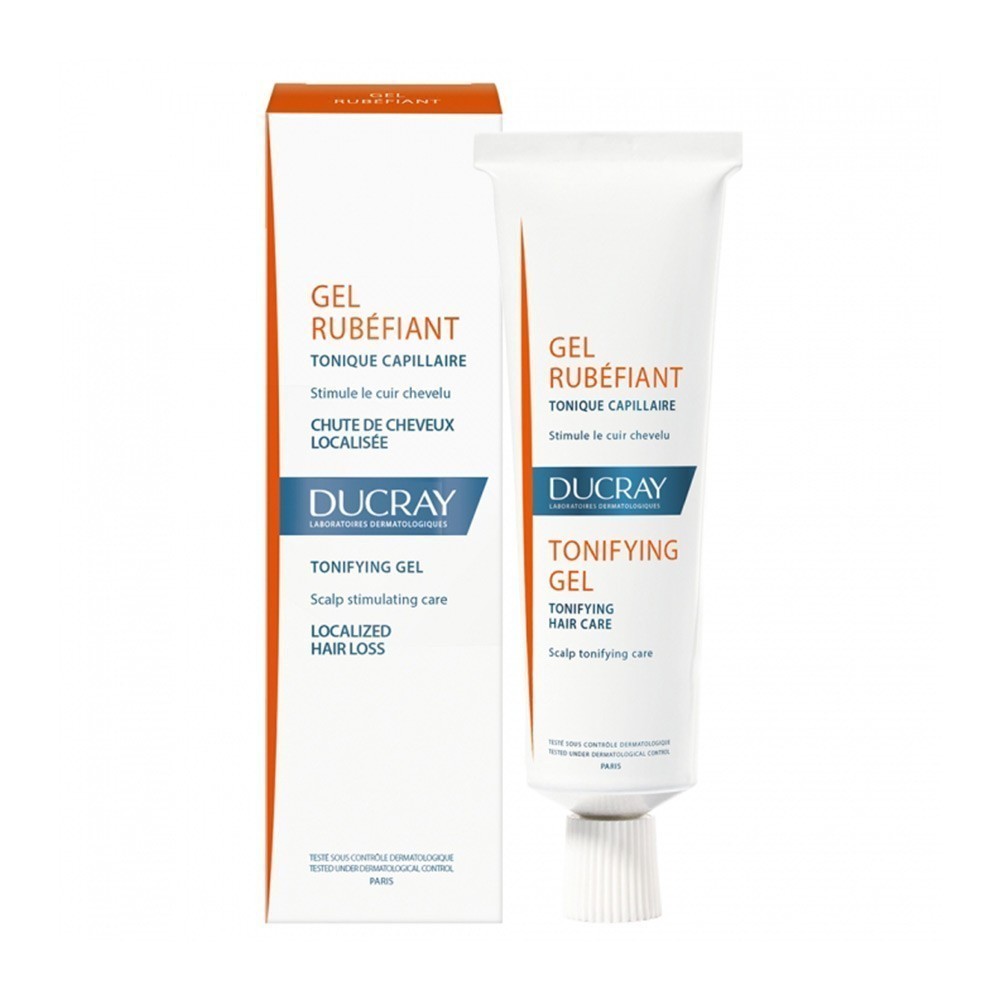 GEL
RUBÉFIANT
GEL
RUBÉFIANT
TONIQUE CAPILLAIRE
Stimule le cuir chevelu
CHUTE DE CHEVEUX
LOCALISÉE
DUCRAY
LABORATOIRES DERMATOLOGIQUES
TONIFYING GEL
Scalp stimulating care
LOCALIZED
HAIR LOSS
TESTÉ SOUS CONTRÔLE DERMATOLOGIQUE
TESTED UNDER DERMATOLOGICAL CONTROL
PARIS
GEL
RUBÉFIANT
TONIQUE CAPILLAIRE
Stimule le cuir chevelu
DUCRAY
LABORATOIRES DERMATOLOGIQUES
TONIFYING
GEL
TONIFYING
HAIR CARE
Scalp tonifying care
TESTÉ SOUS CONTRÔLE DERMATOLOGIQUE
TESTED UNDER DERMATOLOGICAL CONTROL
PARIS